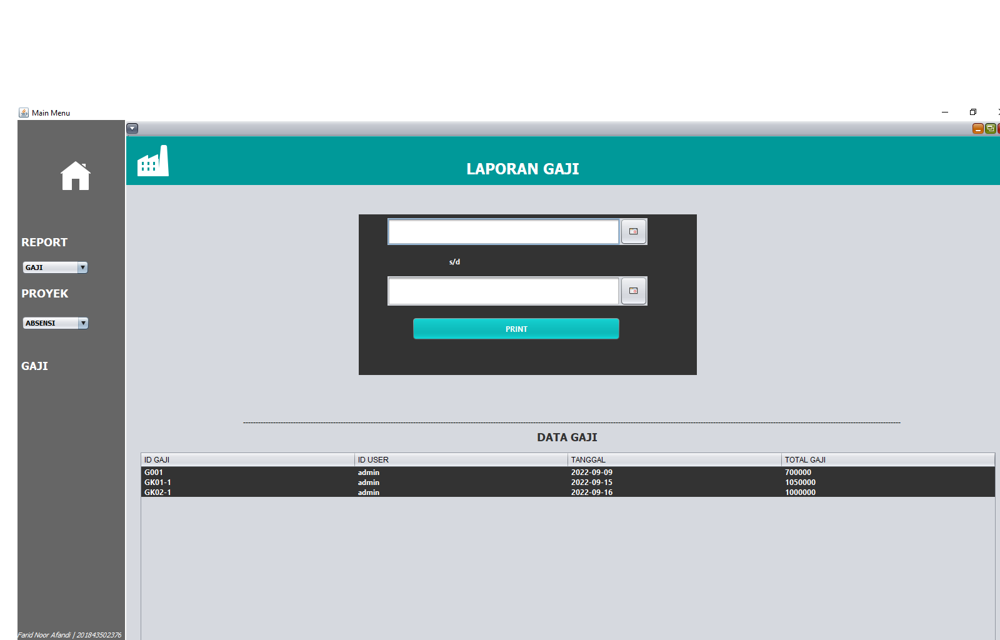 Main Menu
LAPORAN GAJI
REPORT
GAJI
PROYEK
ABSENSI
GAJI
s/d
PRINT
DATA GAJI
ID GAJI ID USER TANGGAL TOTAL GAJI
G001 admin 2022-09-09 700000
GK01-1 admin 2022-09-15 1050000
GK02-1 admin 2022-09-16 1000000
Farid Noor Afandi | 201843502376